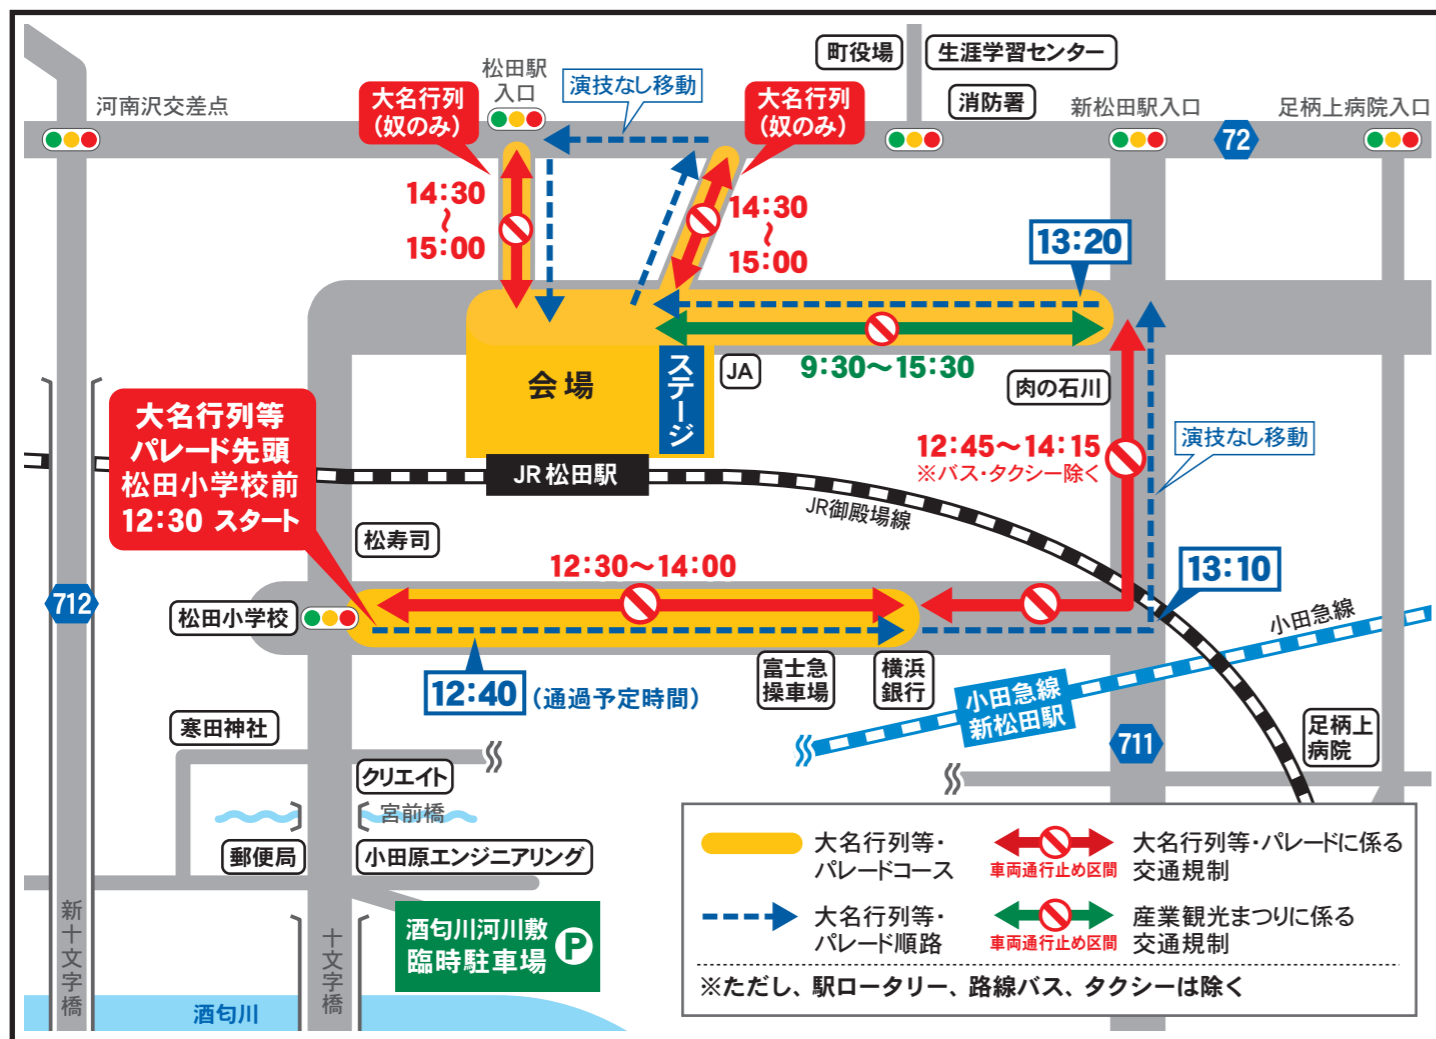 町役場
生涯学習センター
松田駅
入口
演技なし移動
大名行列
(奴のみ)
大名行列
(奴のみ)
消防署
河南沢交差点
新松田駅入口
足柄上病院入口
72
14:30
〜
15:00
14:30
〜
15:00
13:20
会場
ステージ
JA
9:30〜15:30
肉の石川
大名行列等
パレード先頭
松田小学校前
12:30 スタート
12:45〜14:15
※バス・タクシー除く
演技なし移動
JR 松田駅
JR御殿場線
松寿司
12:30〜14:00
13:10
712
松田小学校
小田急線
12:40
(通過予定時間)
富士急
操車場
横浜
銀行
小田急線
新松田駅
711
足柄上
病院
寒田神社
クリエイト
宮前橋
郵便局
小田原エンジニアリング
新十文字橋
十文字橋
酒匂川河川敷
臨時駐車場
P
酒匂川
大名行列等・
パレードコース
車両通行止め区間
大名行列等・パレードに係る
交通規制
大名行列等・
パレード順路
車両通行止め区間
産業観光まつりに係る
交通規制
※ただし、駅ロータリー、路線バス、タクシーは除く